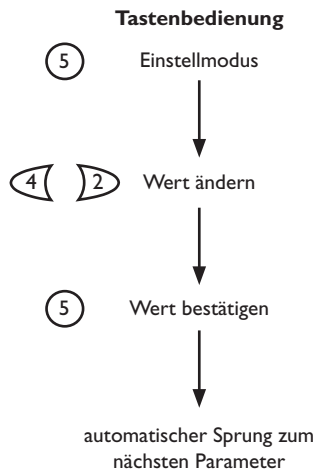 Tastenbedienung
5 Einstellmodus
4 2 Wert ändern
5 Wert bestätigen
automatischer Sprung zum
nächsten Parameter